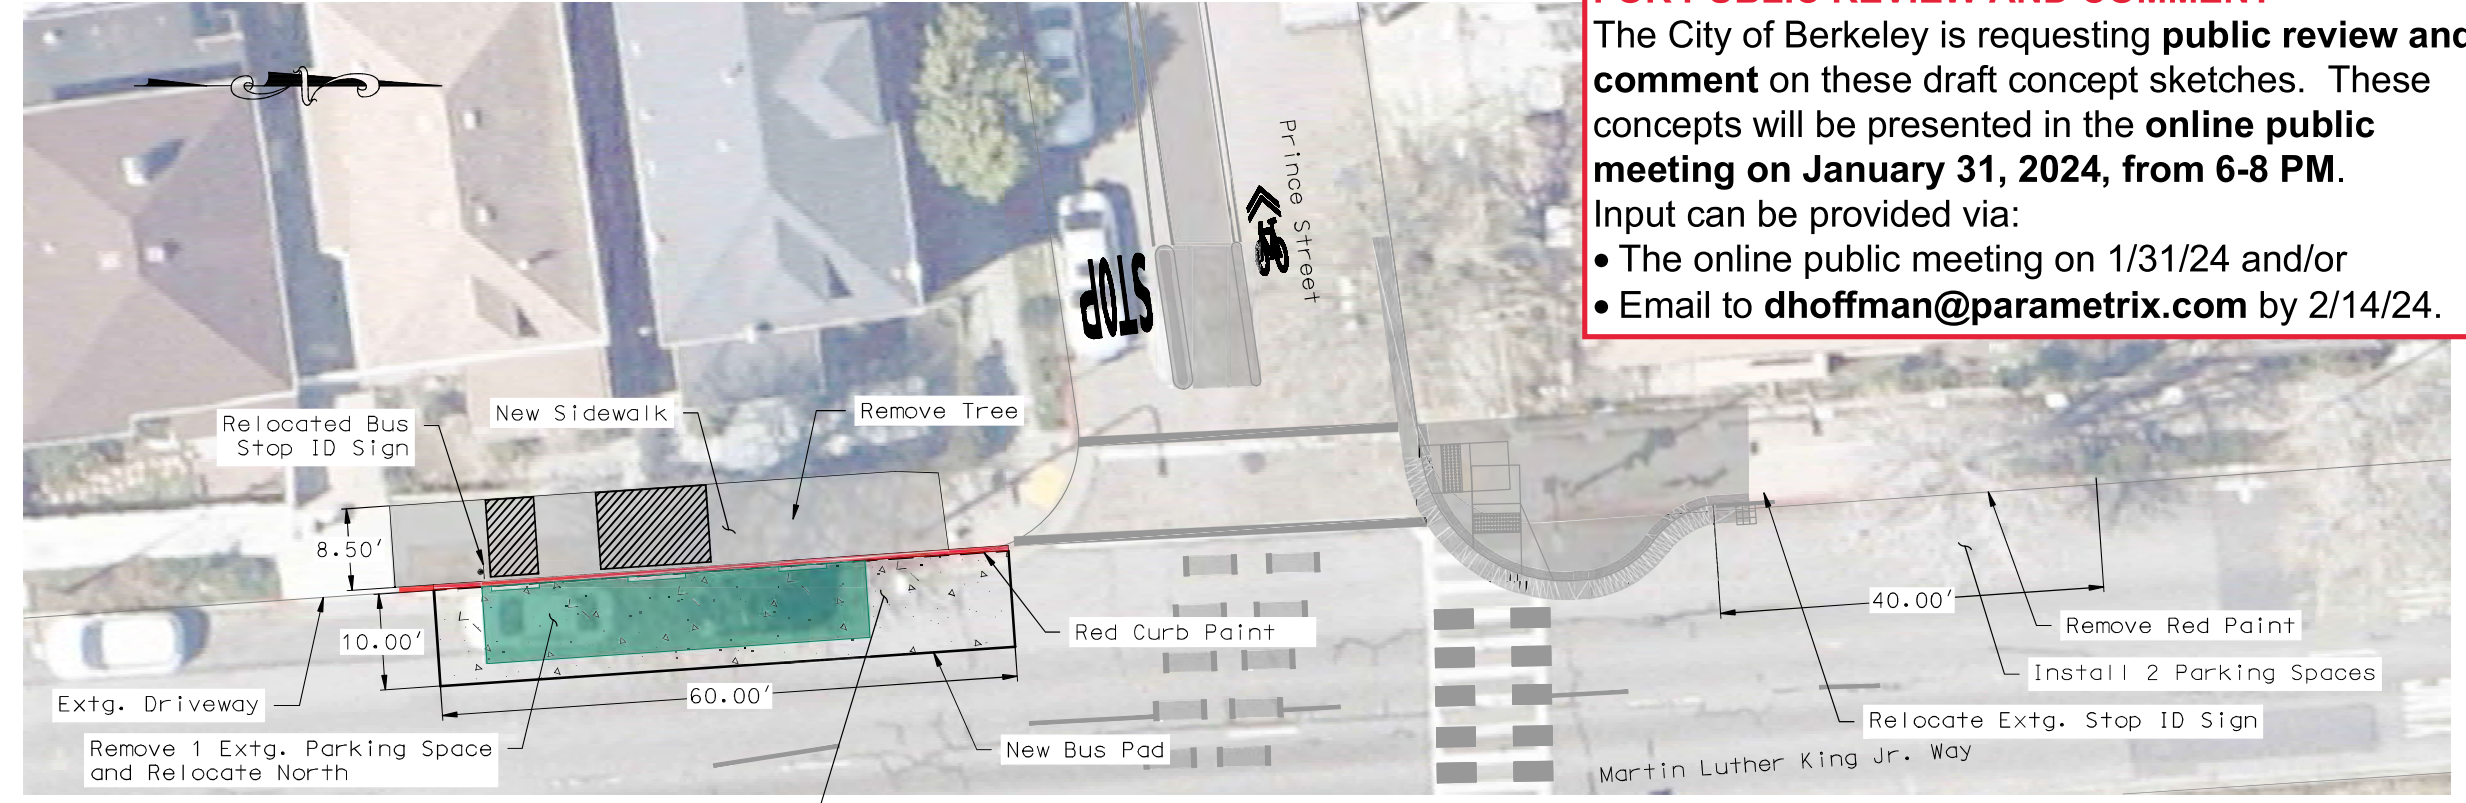 FOR PUBLIC REVIEW AND COMMENT
The City of Berkeley is requesting public review and
comment on these draft concept sketches. These
concepts will be presented in the online public
meeting on January 31, 2024, from 6-8 PM.
Input can be provided via:
• The online public meeting on 1/31/24 and/or
• Email to dhoffman@parametrix.com by 2/14/24.
Prince Street
STOP
Relocated Bus
Stop ID Sign
New Sidewalk
Remove Tree
8.50'
10.00'
60.00'
40.00'
Red Curb Paint
Remove Red Paint
Install 2 Parking Spaces
Extg. Driveway
Relocate Extg. Stop ID Sign
Remove 1 Extg. Parking Space
and Relocate North
New Bus Pad
Martin Luther King Jr. Way